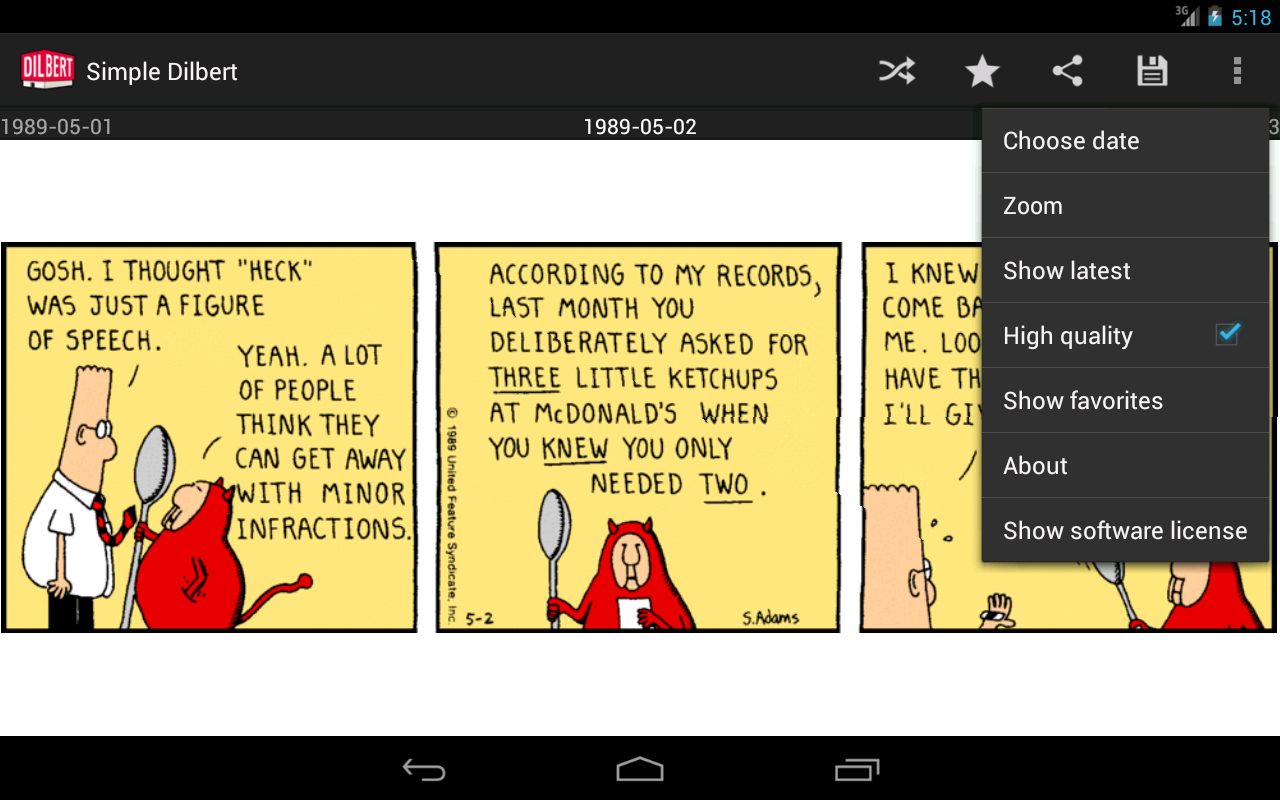 3G
5:18
DILBERT
Simple Dilbert
1989-05-01
1989-05-02
3
Choose date
Zoom
Show latest
High quality
Show favorites
About
Show software license
GOSH. I THOUGHT "HECK"
WAS JUST A FIGURE
OF SPEECH.
YEAH. A LOT
OF PEOPLE
THINK THEY
CAN GET AWAY
WITH MINOR
INFRACTIONS.
ACCORDING TO MY RECORDS,
LAST MONTH YOU
DELIBERATELY ASKED FOR
THREE LITTLE KETCHUPS
AT McDONALD'S WHEN
YOU KNEW YOU ONLY
NEEDED TWO.
© 1989 United Feature Syndicate, Inc.
5-2
S.Adams
I KNEW
COME BA
ME. LOO
HAVE TH
I'LL GI